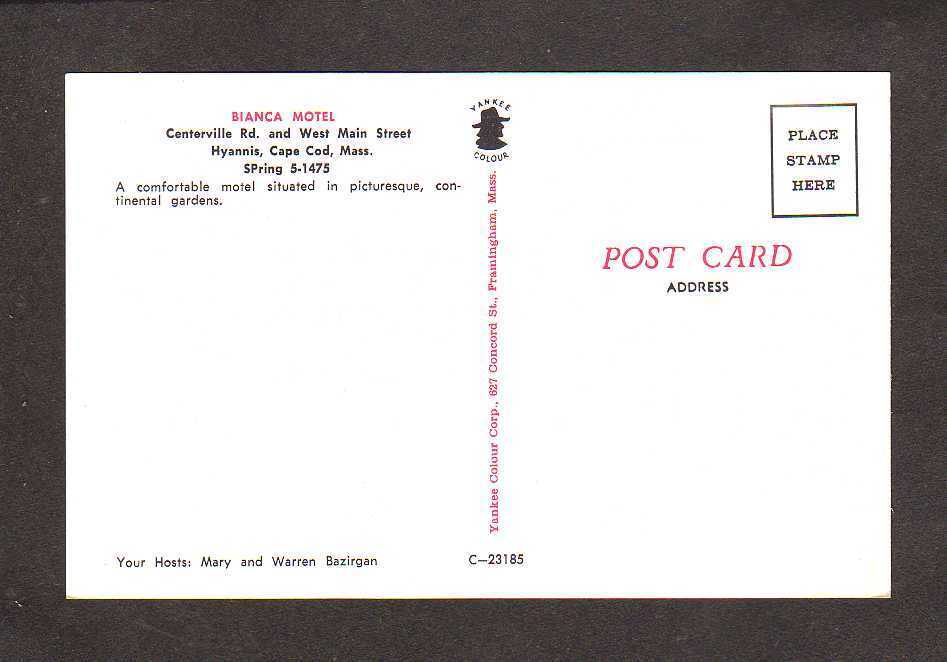 BIANCA MOTEL
Centerville Rd. and West Main Street
Hyannis, Cape Cod, Mass.
SPring 5-1475
A comfortable motel situated in picturesque, con-
tinental gardens.
Your Hosts: Mary and Warren Bazirgan
YANKEE
COLOUR
Yankee Colour Corp., 627 Concord St., Framingham, Mass.
C—23185
PLACE
STAMP
HERE
POST CARD
ADDRESS